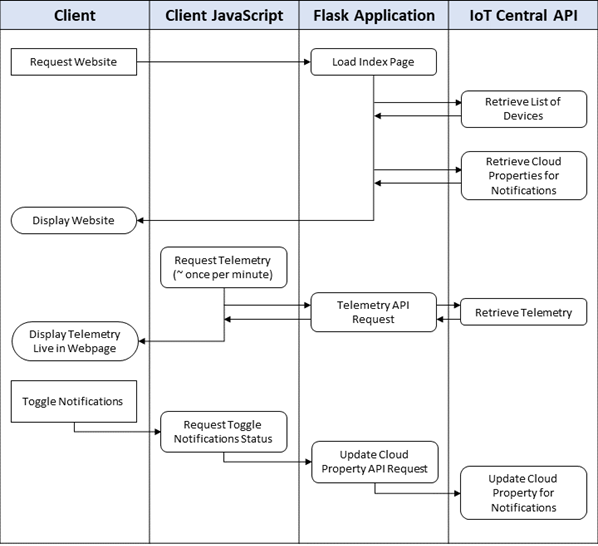 Client
Client JavaScript
Flask Application
IoT Central API
Request Website
Load Index Page
Retrieve List of
Devices
Retrieve Cloud
Properties for
Notifications
Display Website
Request Telemetry
(~ once per minute)
Telemetry API
Request
Retrieve Telemetry
Display Telemetry
Live in Webpage
Toggle Notifications
Request Toggle
Notifications Status
Update Cloud
Property API Request
Update Cloud
Property for
Notifications